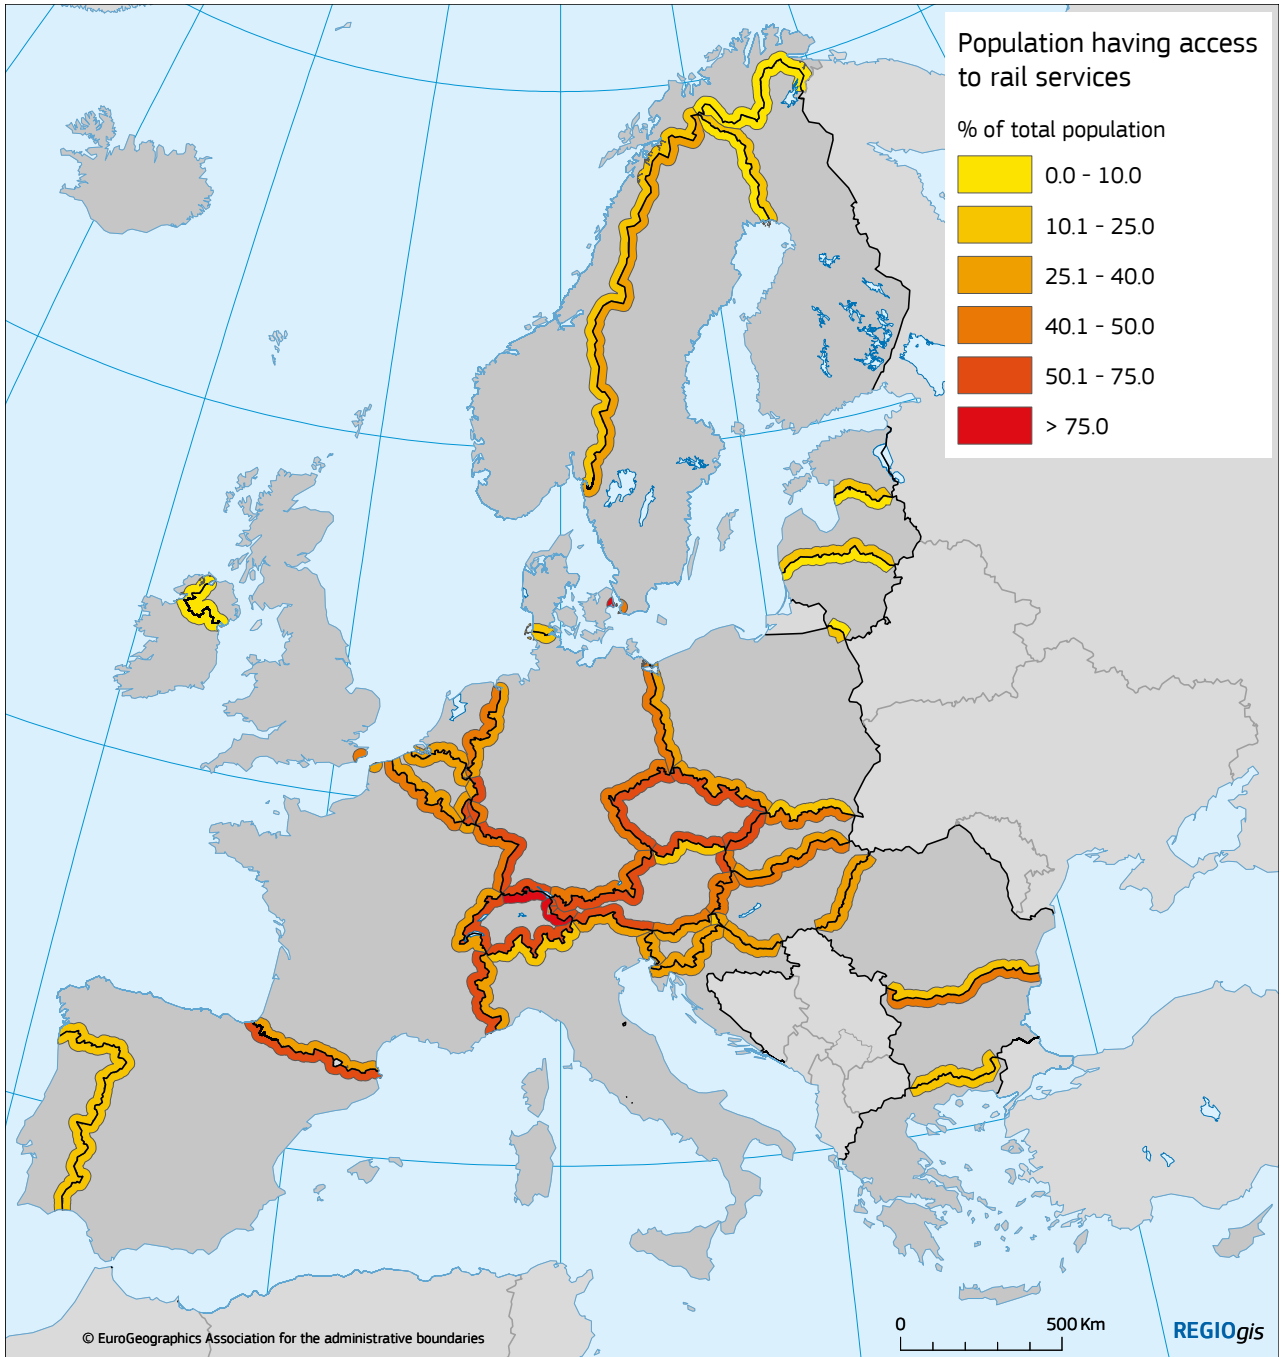 Population having access
to rail services
% of total population
0.0 - 10.0
10.1 - 25.0
25.1 - 40.0
40.1 - 50.0
50.1 - 75.0
> 75.0
© EuroGeographics Association for the administrative boundaries
0 500 Km
REGIOgis